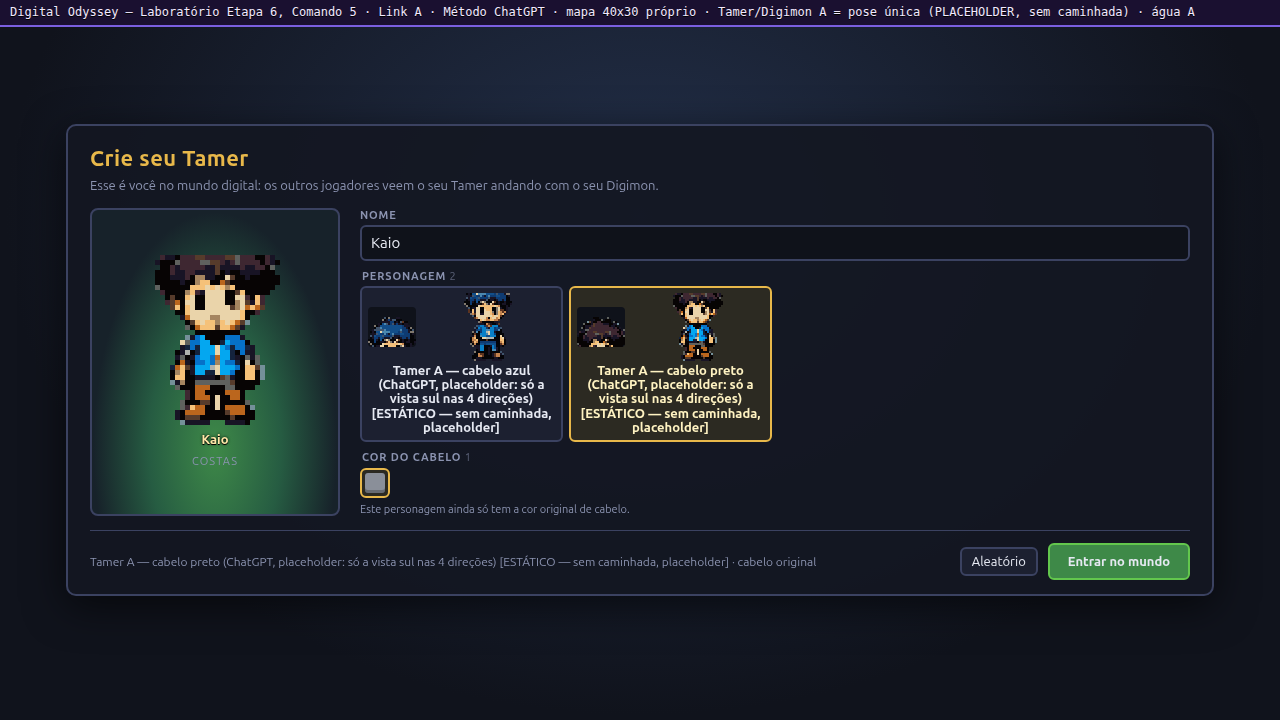 Digital Odyssey — Laboratório Etapa 6, Comando 5 · Link A · Método ChatGPT · mapa 40x30 próprio · Tamer/Digimon A = pose única (PLACEHOLDER, sem caminhada) · água A
Crie seu Tamer
Esse é você no mundo digital: os outros jogadores veem o seu Tamer andando com o seu Digimon.
Kaio
COSTAS
NOME
Kaio
PERSONAGEM 2
Tamer A — cabelo azul
(ChatGPT, placeholder: só a
vista sul nas 4 direções)
[ESTÁTICO — sem caminhada,
placeholder]
Tamer A — cabelo preto
(ChatGPT, placeholder: só a
vista sul nas 4 direções)
[ESTÁTICO — sem caminhada,
placeholder]
COR DO CABELO 1
Este personagem ainda só tem a cor original de cabelo.
Tamer A — cabelo preto (ChatGPT, placeholder: só a vista sul nas 4 direções) [ESTÁTICO — sem caminhada, placeholder] · cabelo original
Aleatório
Entrar no mundo